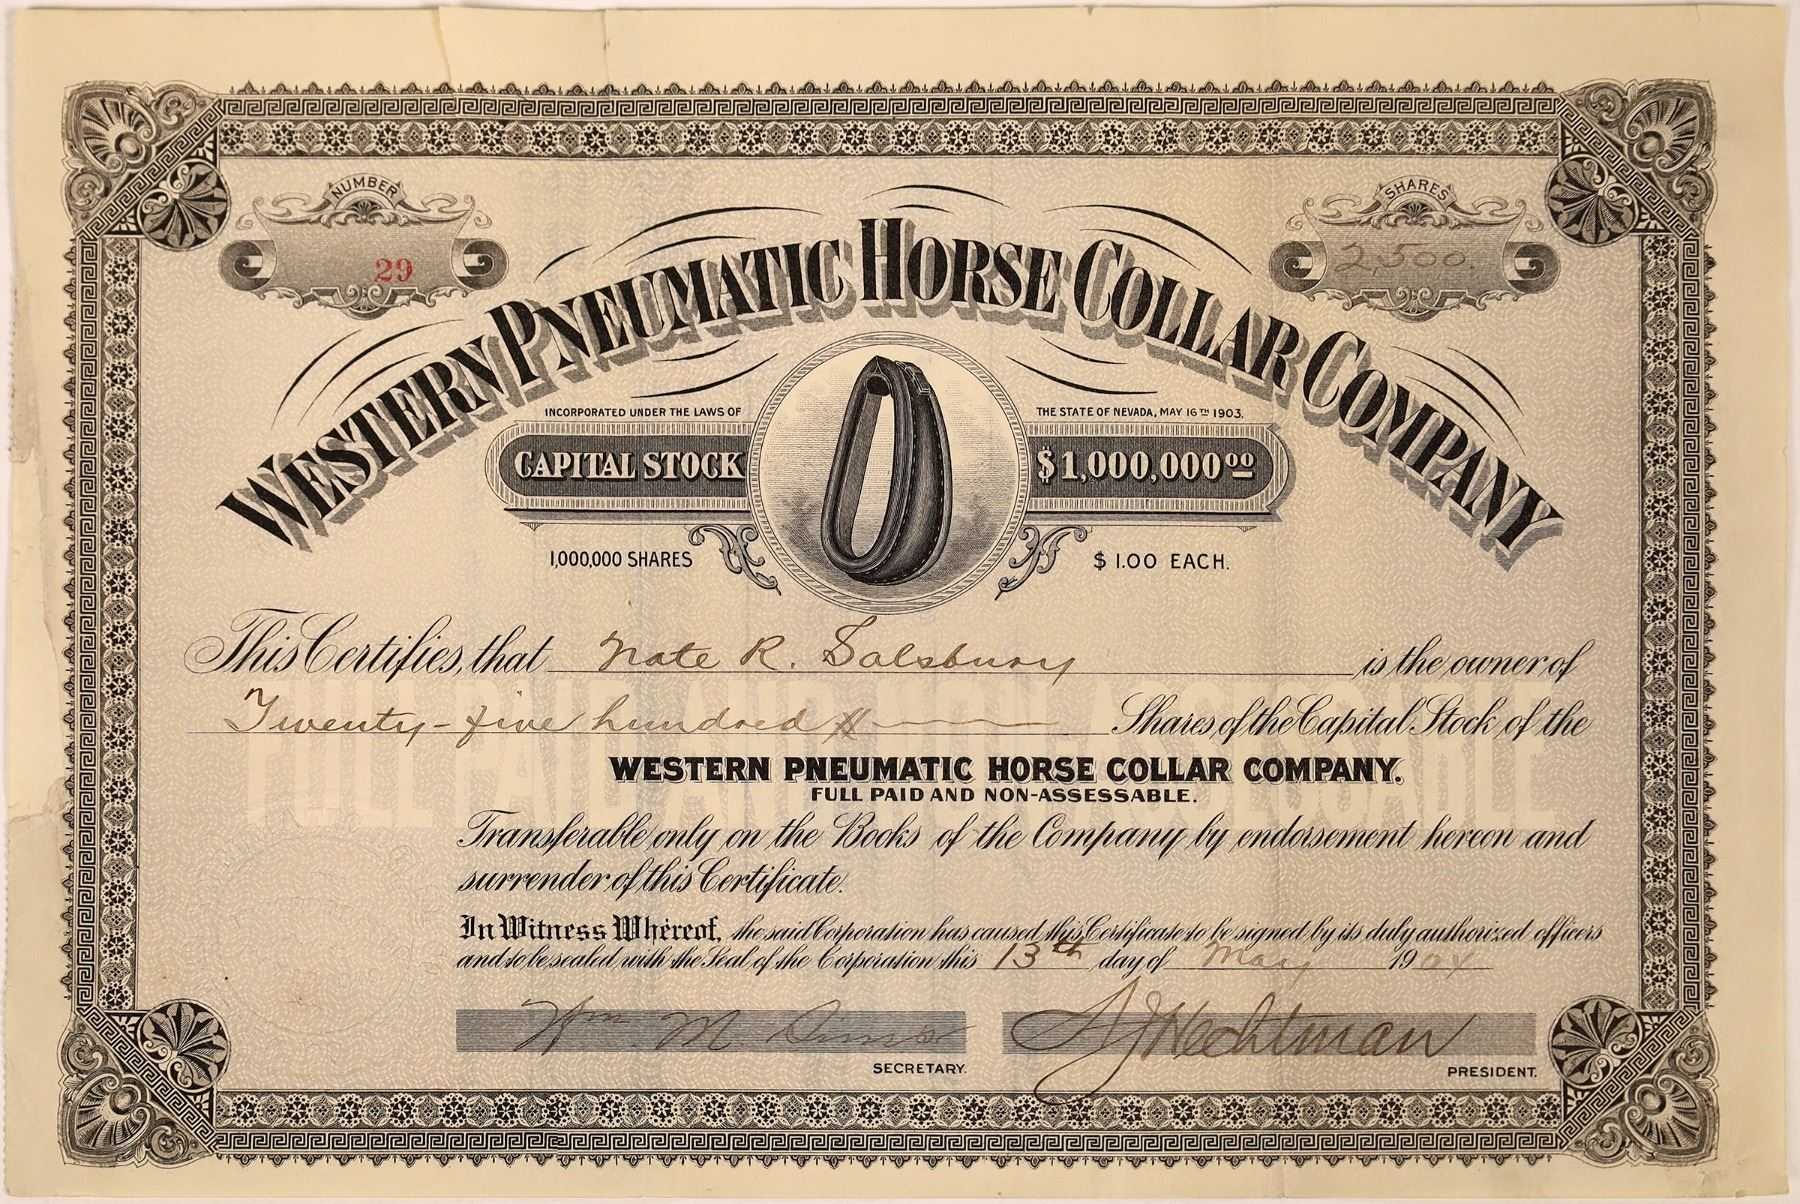 NUMBER
29
SHARES
2,500.
WESTERN PNEUMATIC HORSE COLLAR COMPANY
INCORPORATED UNDER THE LAWS OF THE STATE OF NEVADA, MAY 16TH 1903.
CAPITAL STOCK $1,000,000.00
1,000,000 SHARES $1.00 EACH.
This Certifies, that Nate R. Salsbury is the owner of
Twenty-five hundred Shares of the Capital Stock of the
WESTERN PNEUMATIC HORSE COLLAR COMPANY.
FULL PAID AND NON-ASSESSABLE.
FULL PAID AND NON-ASSESSABLE
Transferable only on the Books of the Company by endorsement hereon and
surrender of this Certificate.
In Witness Whereof, the said Corporation has caused this Certificate to be signed by its duly authorized officers
and to be sealed with the Seal of the Corporation this 13th day of May 1904
Wm M
SECRETARY.
Hechtman
PRESIDENT.